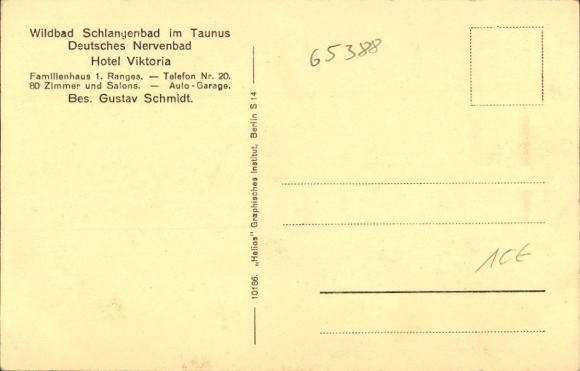 Wildbad Schlangenbad im Taunus
Deutsches Nervenbad
Hotel Viktoria
Familienhaus 1. Ranges. — Telefon Nr. 20.
80 Zimmer und Salons. — Auto-Garage.
Bes. Gustav Schmidt.
10166. „Helios" Graphisches Institut, Berlin S 14
65388